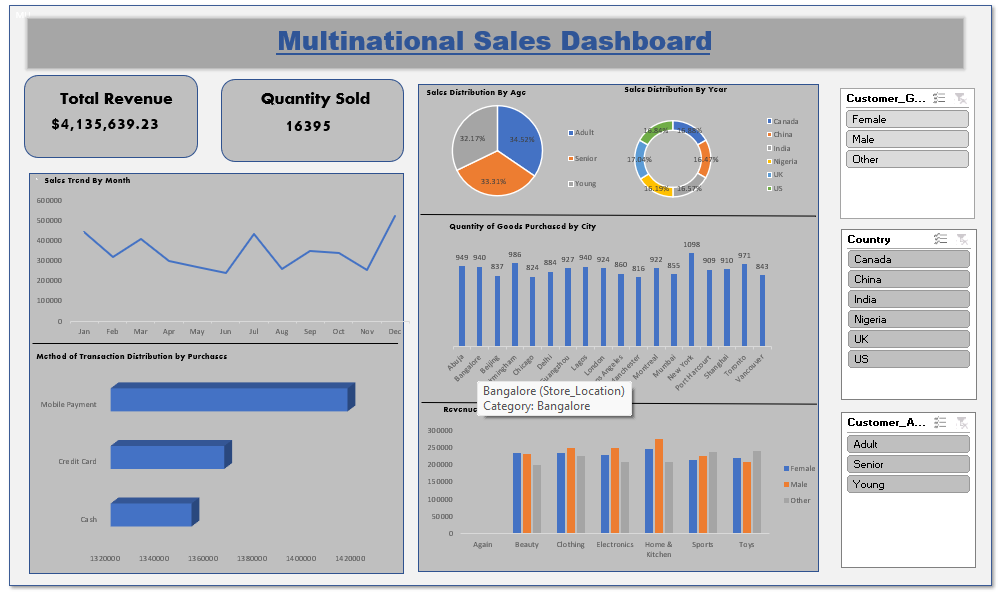 Multinational Sales Dashboard
Total Revenue
$4,135,639.23
Quantity Sold
16395
Sales Trend By Month
600000
500000
400000
300000
200000
100000
0
Jan Feb Mar Apr May Jun Jul Aug Sep Oct Nov Dec
Method of Transaction Distribution by Purchases
Mobile Payment
Credit Card
Cash
1320000 1340000 1360000 1380000 1400000 1420000
Sales Distribution By Age
34.52%
33.31%
32.17%
Adult
Senior
Young
Sales Distribution By Year
16.84%
16.47%
16.57%
16.19%
17.04%
Canada
China
India
Nigeria
UK
US
Quantity of Goods Purchased by City
949 940 837 986 824 884 927 940 924 860 816 922 855 1098 909 910 971 843
Abuja Bangalore Beijing Chicago Delhi Lagos London Montreal Mumbai New York Port Harcourt Shanghai Toronto Vancouver
Bangalore (Store_Location)
Category: Bangalore
300000
250000
200000
150000
100000
50000
0
Again Beauty Clothing Electronics Home & Kitchen Sports Toys
Female
Male
Other
Customer_G...
Female
Male
Other
Country
Canada
China
India
Nigeria
UK
US
Customer_A...
Adult
Senior
Young